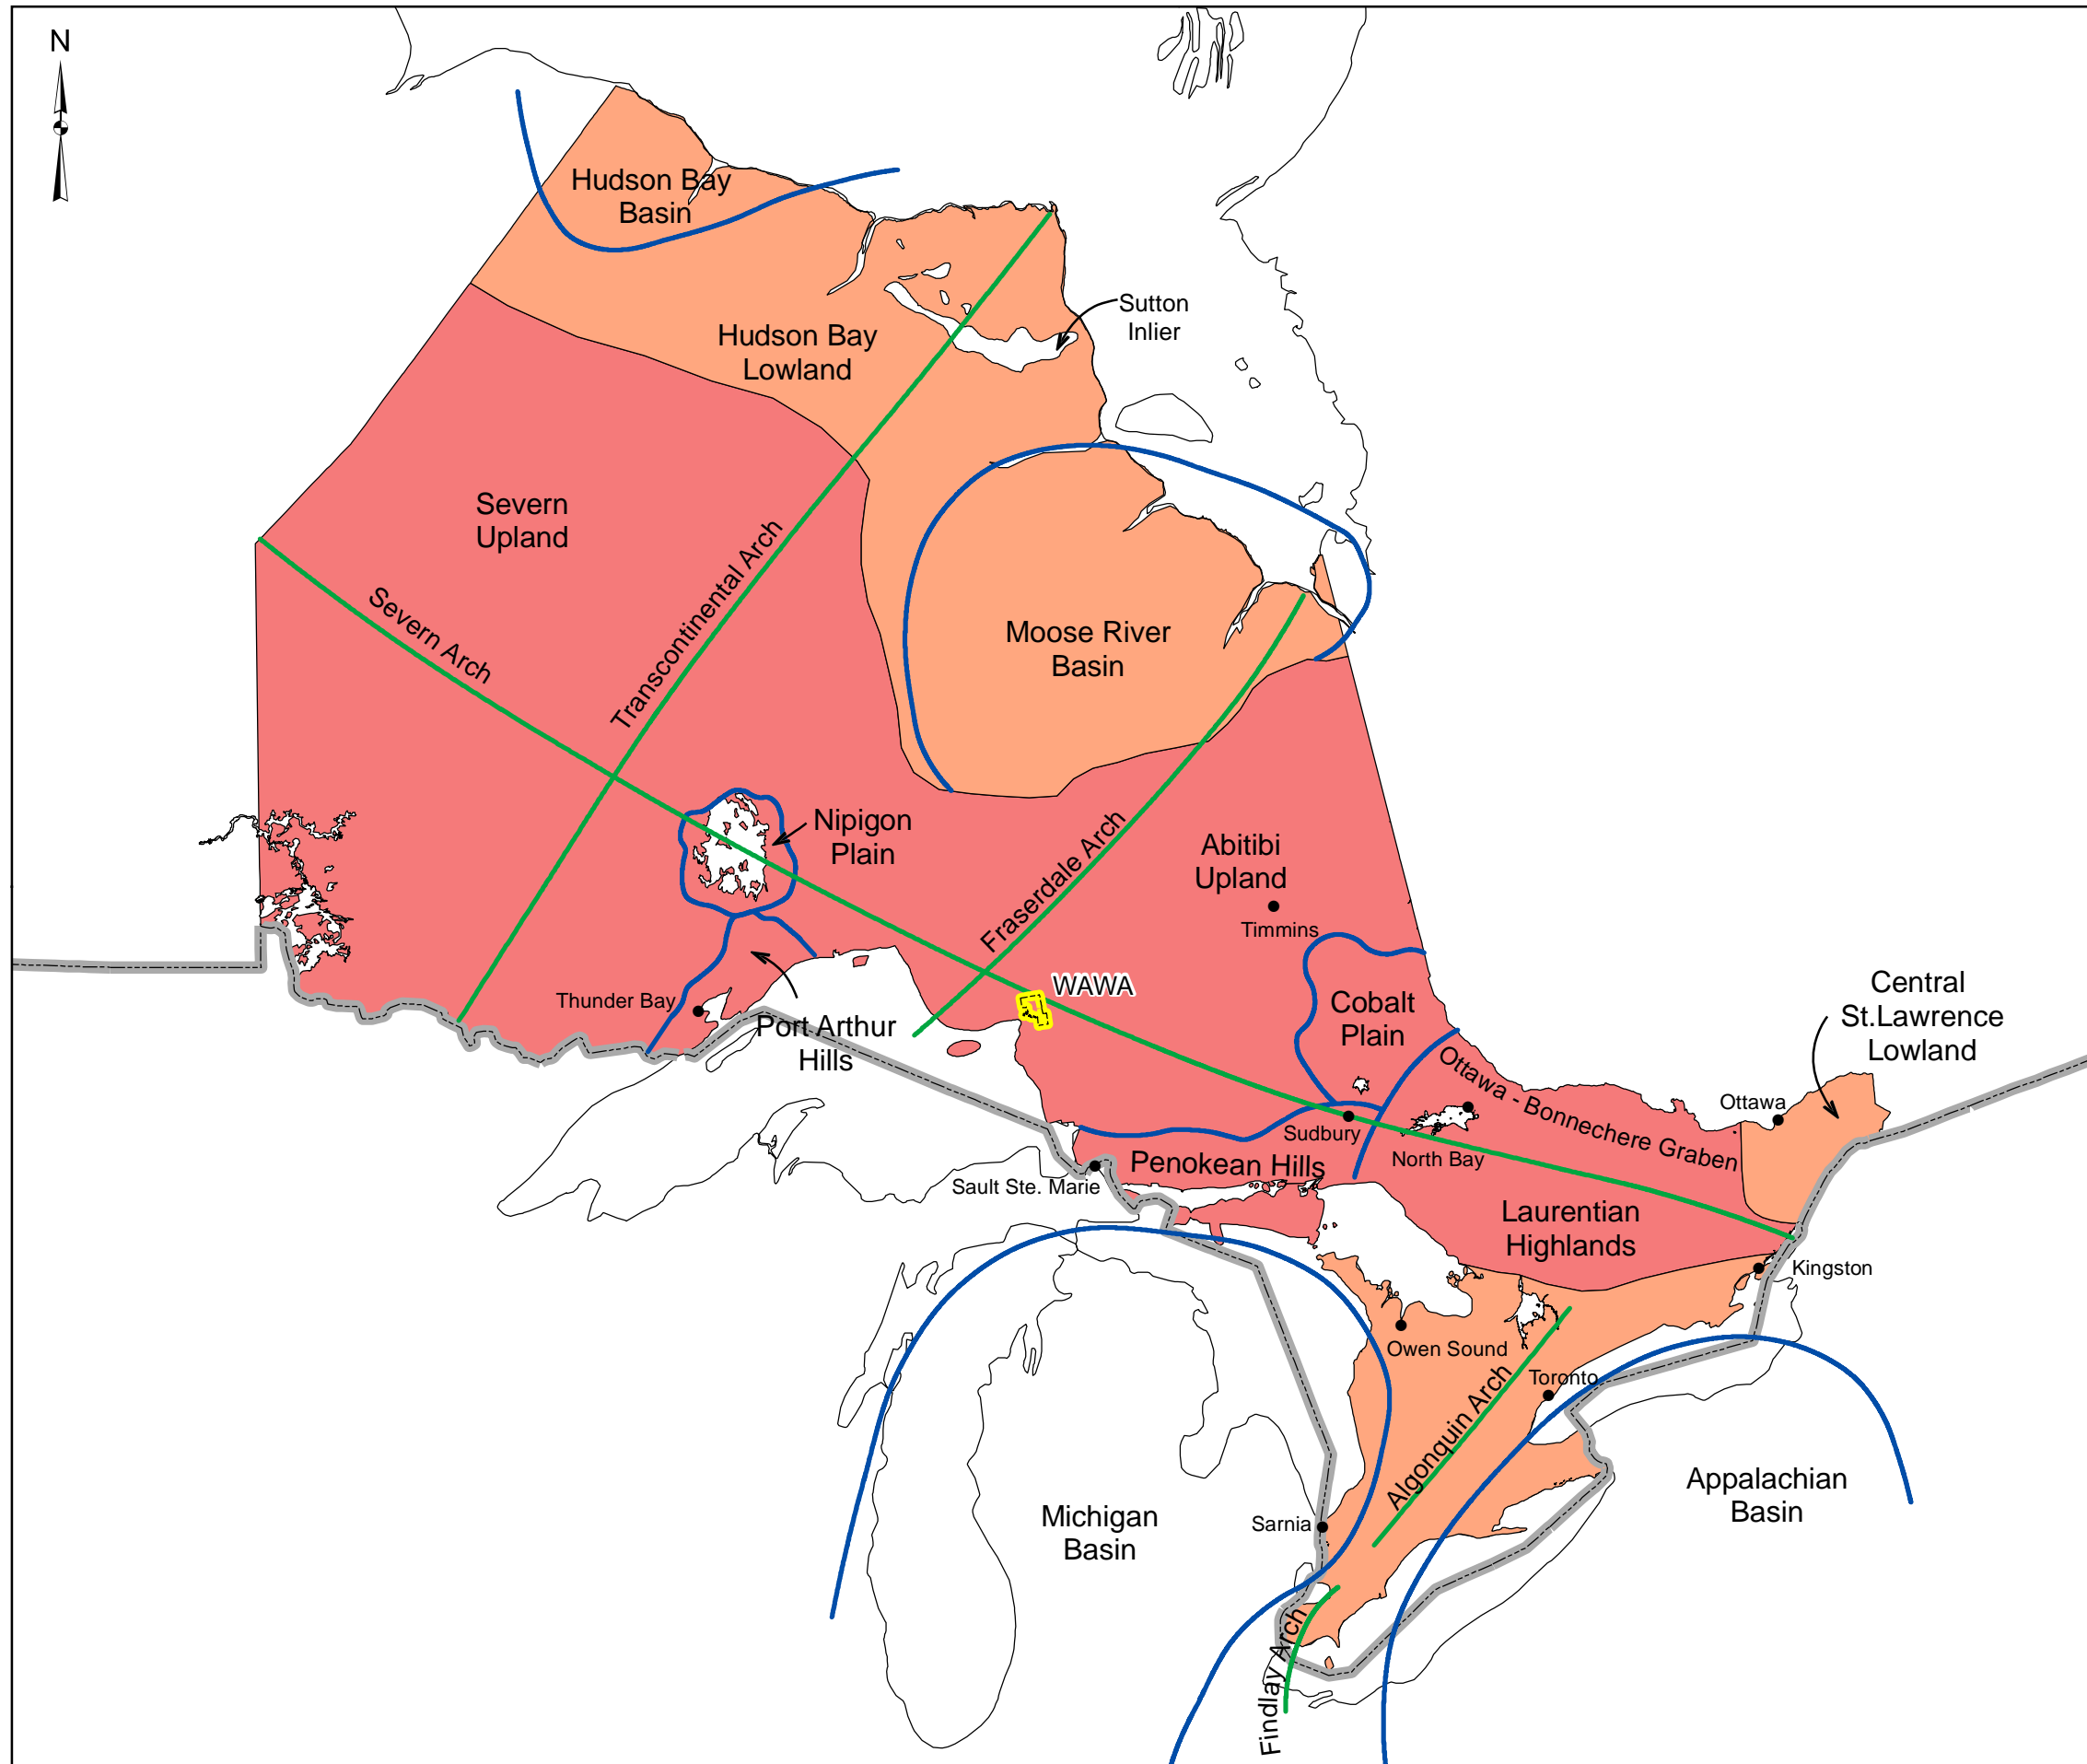 N
Hudson Bay
Basin
Sutton
Inlier
Hudson Bay
Lowland
Severn
Upland
Transcontinental Arch
Severn Arch
Moose River
Basin
Nipigon
Plain
Fraserdale Arch
Abitibi
Upland
Timmins
WAWA
Thunder Bay
Port Arthur
Hills
Cobalt
Plain
Central
St.Lawrence
Lowland
Ottawa - Bonnechere Graben
Ottawa
Sudbury
North Bay
Penokean Hills
Sault Ste. Marie
Laurentian
Highlands
Kingston
Owen Sound
Toronto
Algonquin Arch
Appalachian
Basin
Michigan
Basin
Sarnia
Findlay Arch